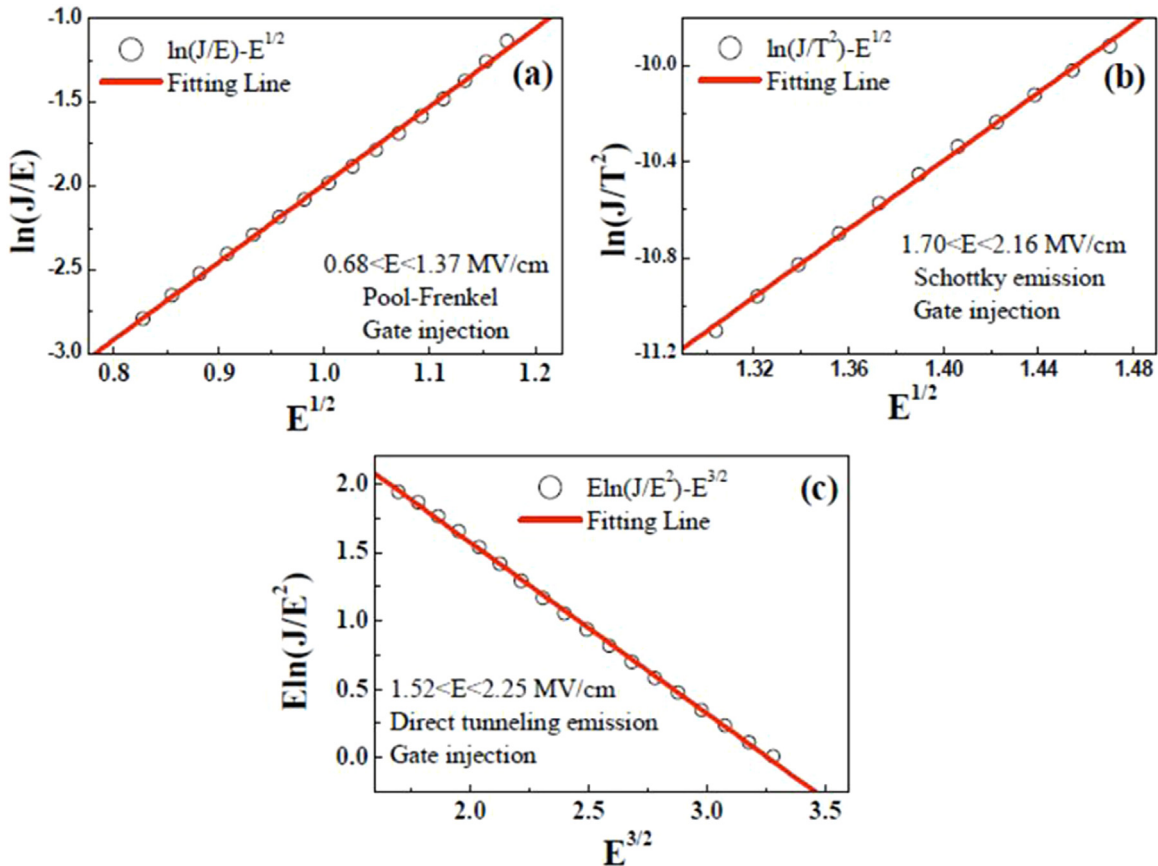 -1.0
-1.5
-2.0
-2.5
-3.0
ln(J/E)
ln(J/E)-E^{1/2}
Fitting Line
(a)
0.68<E<1.37 MV/cm
Pool-Frenkel
Gate injection
0.8 0.9 1.0 1.1 1.2
E^{1/2}
-10.0
-10.4
-10.8
-11.2
ln(J/T^2)
ln(J/T^2)-E^{1/2}
Fitting Line
(b)
1.70<E<2.16 MV/cm
Schottky emission
Gate injection
1.32 1.36 1.40 1.44 1.48
E^{1/2}
2.0
1.5
1.0
0.5
0.0
Eln(J/E^2)
Eln(J/E^2)-E^{3/2}
Fitting Line
(c)
1.52<E<2.25 MV/cm
Direct tunneling emission
Gate injection
2.0 2.5 3.0 3.5
E^{3/2}